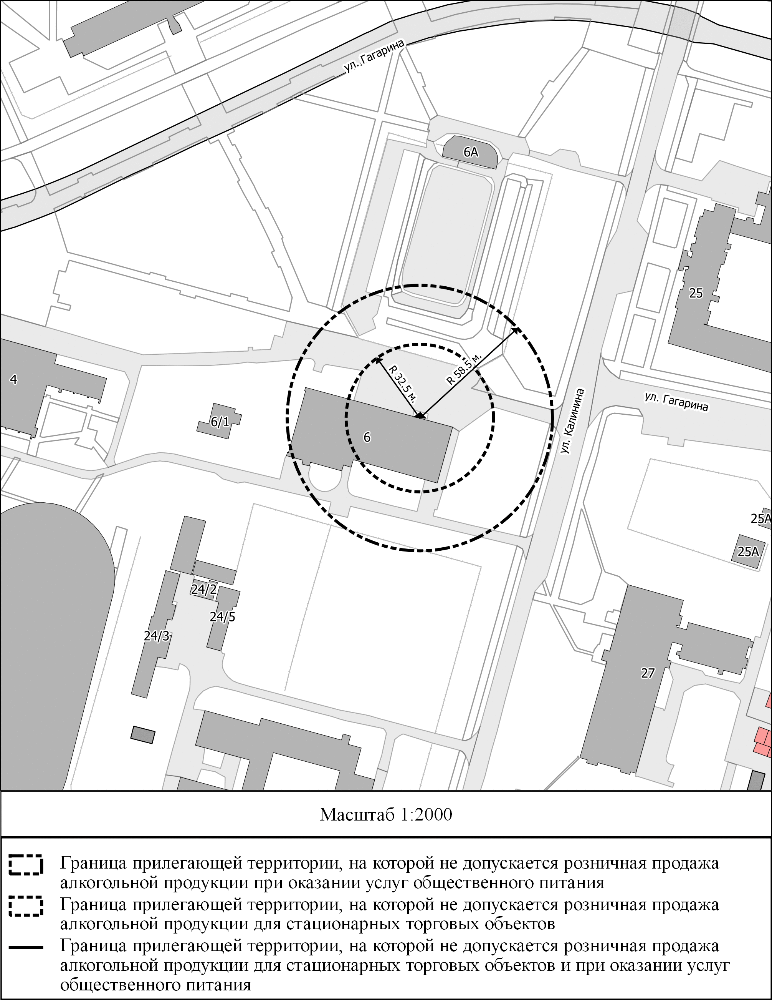 ул. Гагарина
6А
25
R 58.5 м.
R 32.5 м.
4
ул. Гагарина
ул. Калинина
6/1
6
25А
25А
24/2
24/5
24/3
27
Масштаб 1:2000
Граница прилегающей территории, на которой не допускается розничная продажа
алкогольной продукции при оказании услуг общественного питания
Граница прилегающей территории, на которой не допускается розничная продажа
алкогольной продукции для стационарных торговых объектов
Граница прилегающей территории, на которой не допускается розничная продажа
алкогольной продукции для стационарных торговых объектов и при оказании услуг
общественного питания